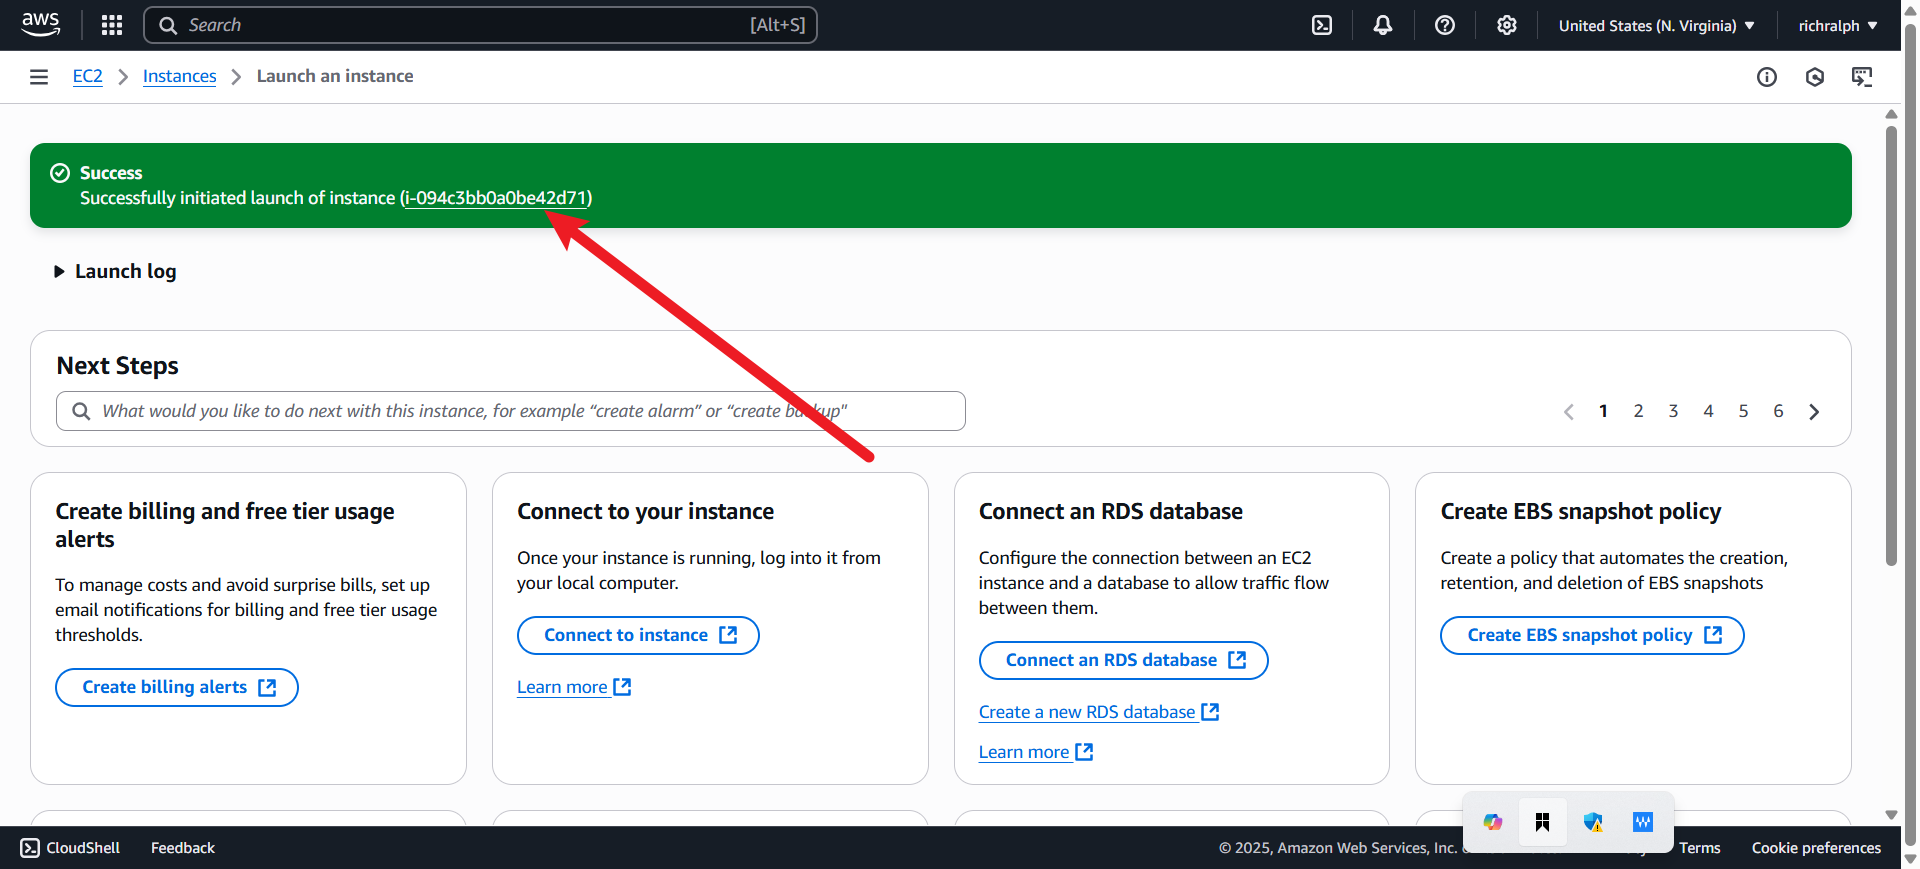 aws
Search
[Alt+S]
United States (N. Virginia)
richralph
EC2
Instances
Launch an instance
Success
Successfully initiated launch of instance (i-094c3bb0a0be42d71)
Launch log
Next Steps
What would you like to do next with this instance, for example “create alarm” or “create backup"
1 2 3 4 5 6
Create billing and free tier usage
alerts
To manage costs and avoid surprise bills, set up
email notifications for billing and free tier usage
thresholds.
Create billing alerts
Connect to your instance
Once your instance is running, log into it from
your local computer.
Connect to instance
Learn more
Connect an RDS database
Configure the connection between an EC2
instance and a database to allow traffic flow
between them.
Connect an RDS database
Create a new RDS database
Learn more
Create EBS snapshot policy
Create a policy that automates the creation,
retention, and deletion of EBS snapshots
Create EBS snapshot policy
CloudShell
Feedback
© 2025, Amazon Web Services, Inc.
Terms
Cookie preferences